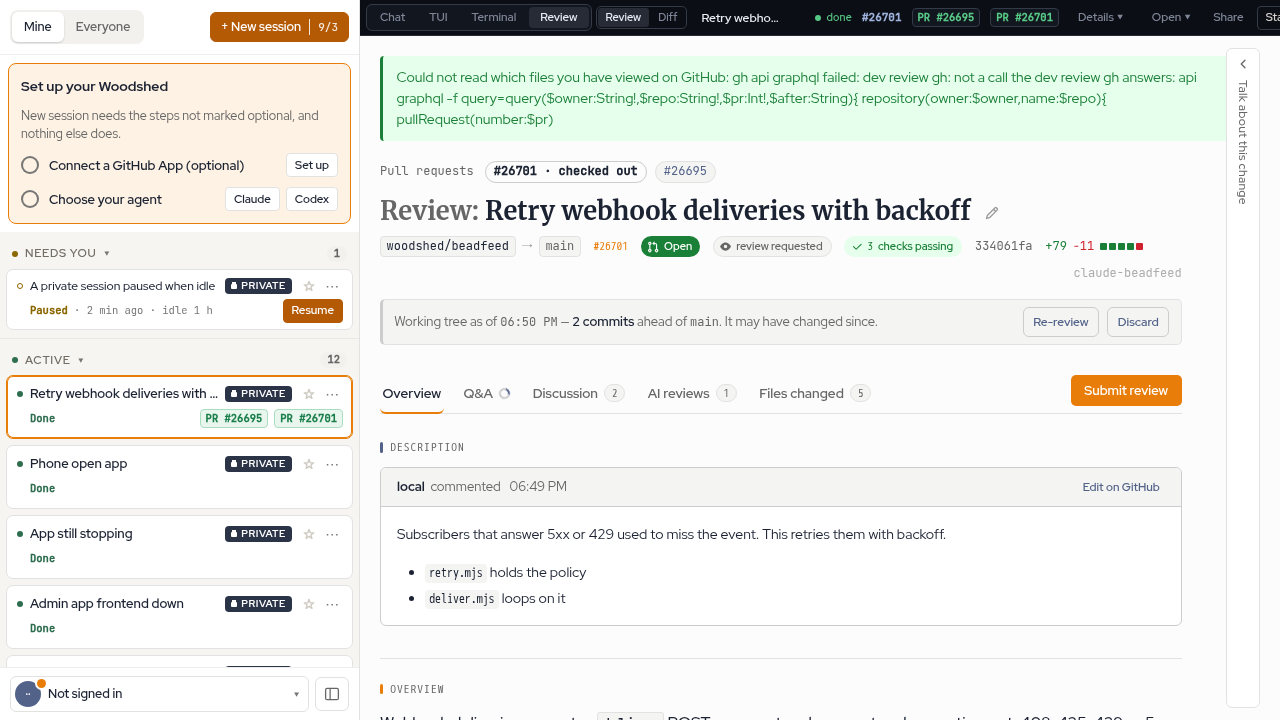 Mine Everyone + New session 9/3
Set up your Woodshed
New session needs the steps not marked optional, and
nothing else does.
Connect a GitHub App (optional) Set up
Choose your agent Claude Codex
NEEDS YOU 1
A private session paused when idle PRIVATE
Paused · 2 min ago · idle 1 h Resume
ACTIVE 12
Retry webhook deliveries with ... PRIVATE
Done PR #26695 PR #26701
Phone open app PRIVATE
Done
App still stopping PRIVATE
Done
Admin app frontend down PRIVATE
Done
Not signed in
Chat TUI Terminal Review Review Diff Retry webho... done #26701 PR #26695 PR #26701 Details Open Share
Could not read which files you have viewed on GitHub: gh api graphql failed: dev review gh: not a call the dev review gh answers: api
graphql -f query=query($owner:String!,$repo:String!,$pr:Int!,$after:String){ repository(owner:$owner,name:$repo){
pullRequest(number:$pr)
Pull requests #26701 · checked out #26695
Review: Retry webhook deliveries with backoff
woodshed/beadfeed → main #26701 Open review requested 3 checks passing 334061fa +79 -11
claude-beadfeed
Working tree as of 06:50 PM — 2 commits ahead of main. It may have changed since. Re-review Discard
Overview Q&A Discussion 2 AI reviews 1 Files changed 5 Submit review
DESCRIPTION
local commented 06:49 PM Edit on GitHub
Subscribers that answer 5xx or 429 used to miss the event. This retries them with backoff.
• retry.mjs holds the policy
• deliver.mjs loops on it
OVERVIEW
Talk about this change